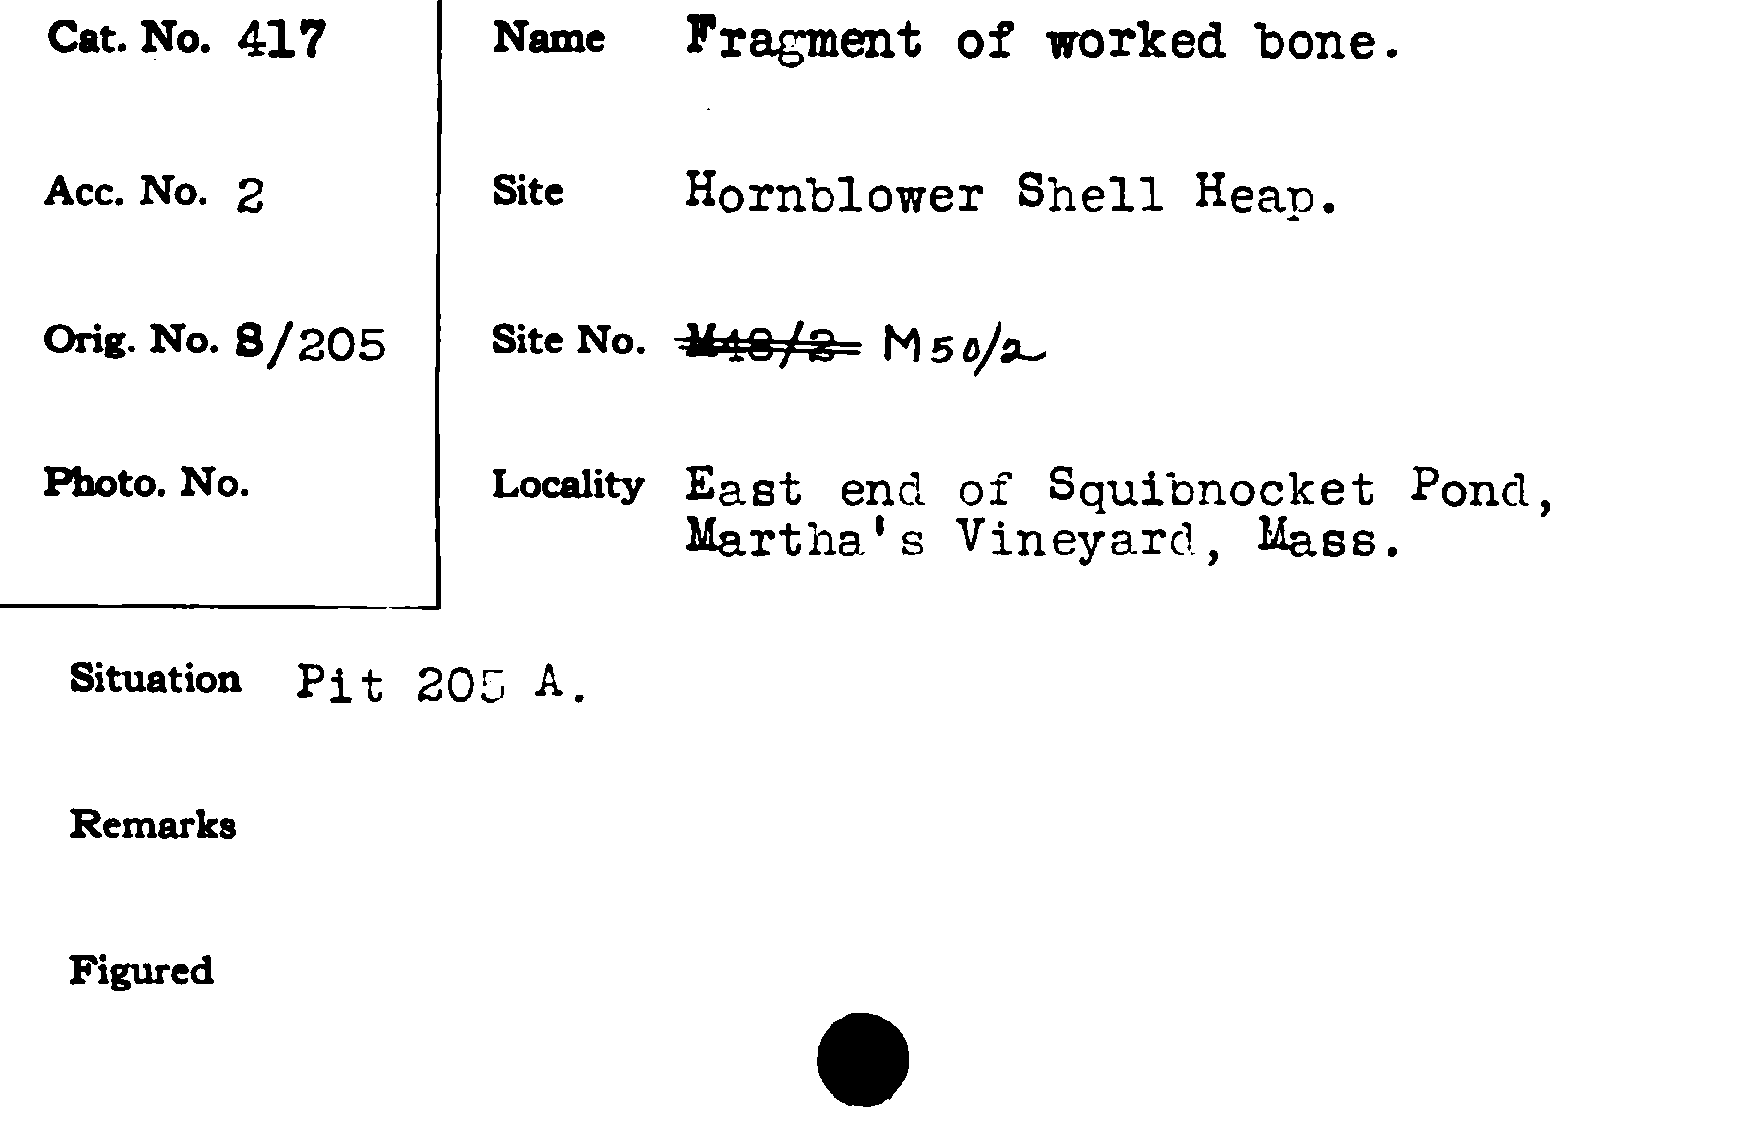 Cat. No. 417
Name Fragment of worked bone.
Acc. No. 2
Site Hornblower Shell Heap.
Orig. No. 8/205
Site No. M48/2 M50/2
Photo. No.
Locality East end of Squibnocket Pond,
Martha's Vineyard, Mass.
Situation Pit 205 A.
Remarks
Figured